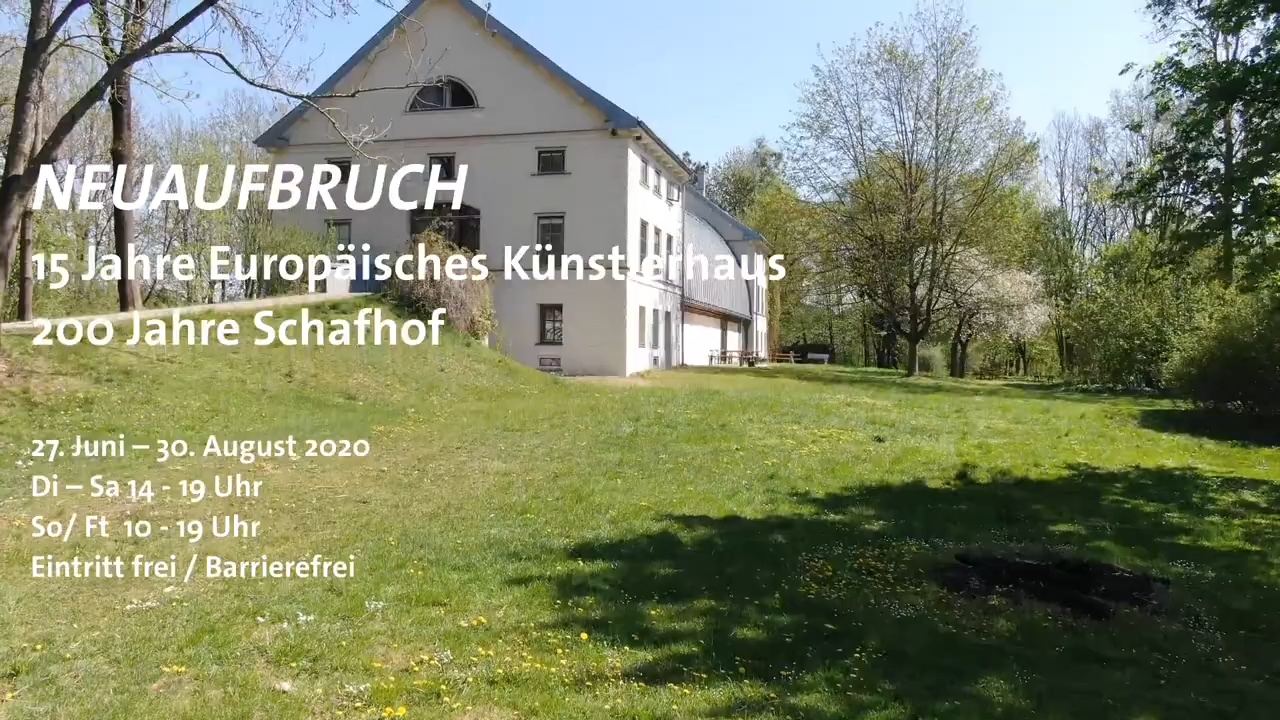 NEUAUFBRUCH
15 Jahre Europäisches Künstlerhaus
200 Jahre Schafhof
27. Juni – 30. August 2020
Di – Sa 14 - 19 Uhr
So/ Ft 10 - 19 Uhr
Eintritt frei / Barrierefrei